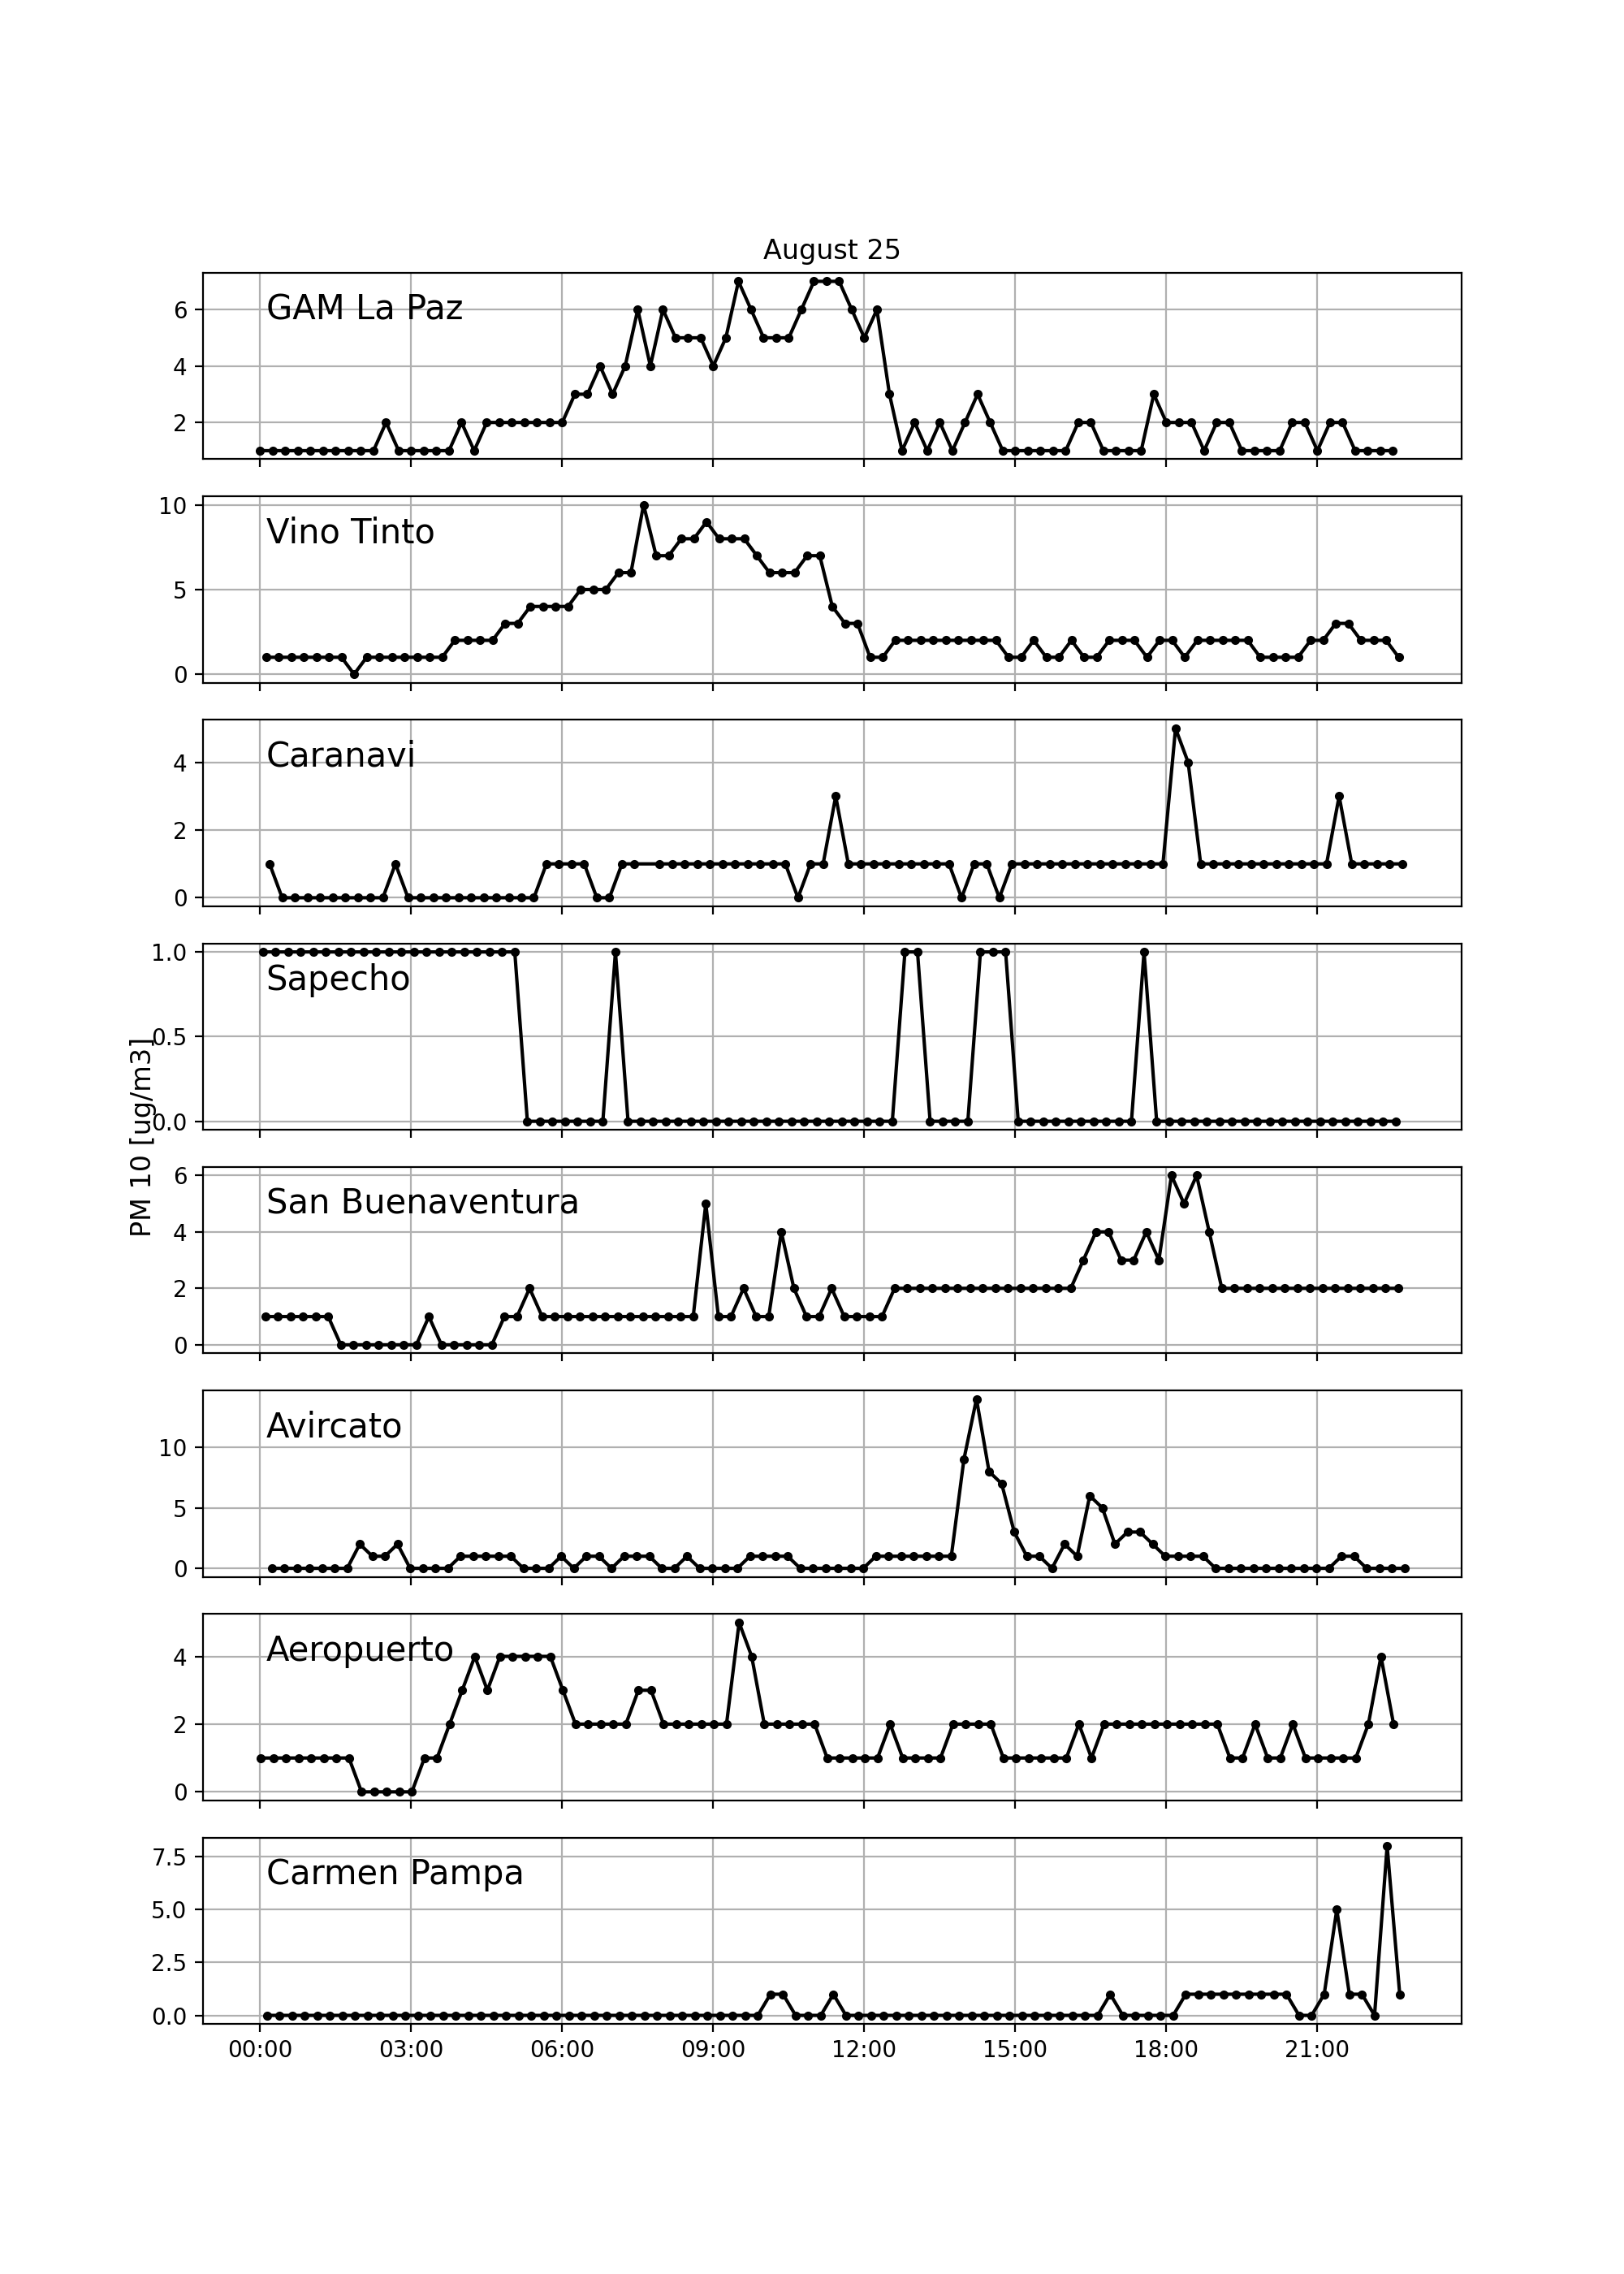 August 25
GAM La Paz
6
4
2
Vino Tinto
10
5
0
Caranavi
4
2
0
Sapecho
1.0
0.5
0.0
PM 10 [ug/m3]
San Buenaventura
6
4
2
0
Avircato
10
5
0
Aeropuerto
4
2
0
Carmen Pampa
7.5
5.0
2.5
0.0
00:00 03:00 06:00 09:00 12:00 15:00 18:00 21:00